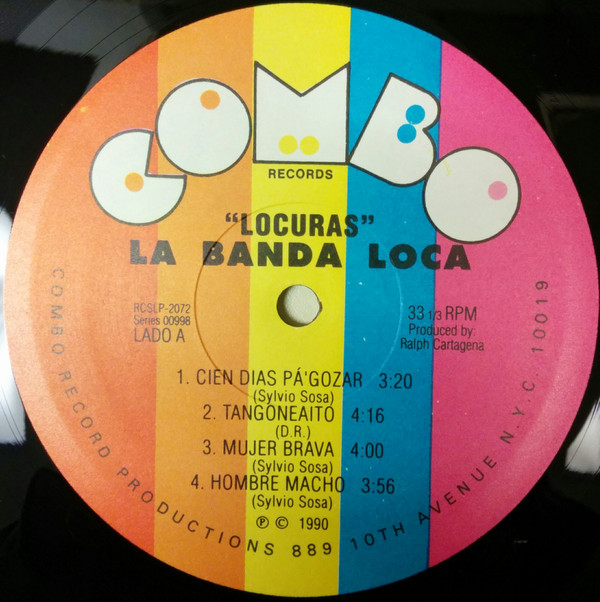 COMBO
RECORDS
"LOCURAS"
LA BANDA LOCA
RCSLP-2072
Series 00998
LADO A
33 1/3 RPM
Produced by:
Ralph Cartagena
1. CIEN DIAS PÁ'GOZAR 3:20
(Sylvio Sosa)
2. TANGONEAITO 4:16
(D.R.)
3. MUJER BRAVA 4:00
(Sylvio Sosa)
4. HOMBRE MACHO 3:56
(Sylvio Sosa)
℗ © 1990
COMBO RECORD PRODUCTIONS 889 10TH AVENUE N.Y.C. 10019